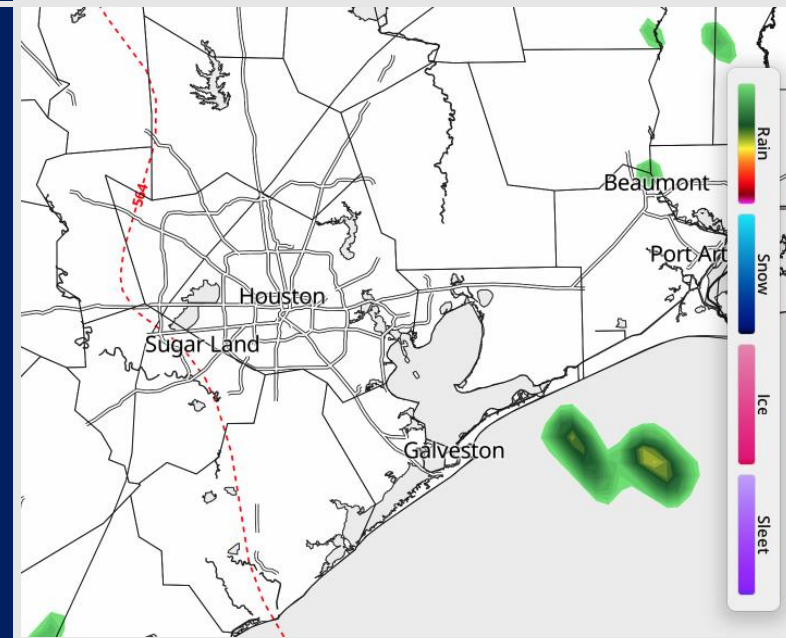 564
Beaumont
Port Art
Houston
Sugar Land
Galveston
Rain
Snow
Ice
Sleet